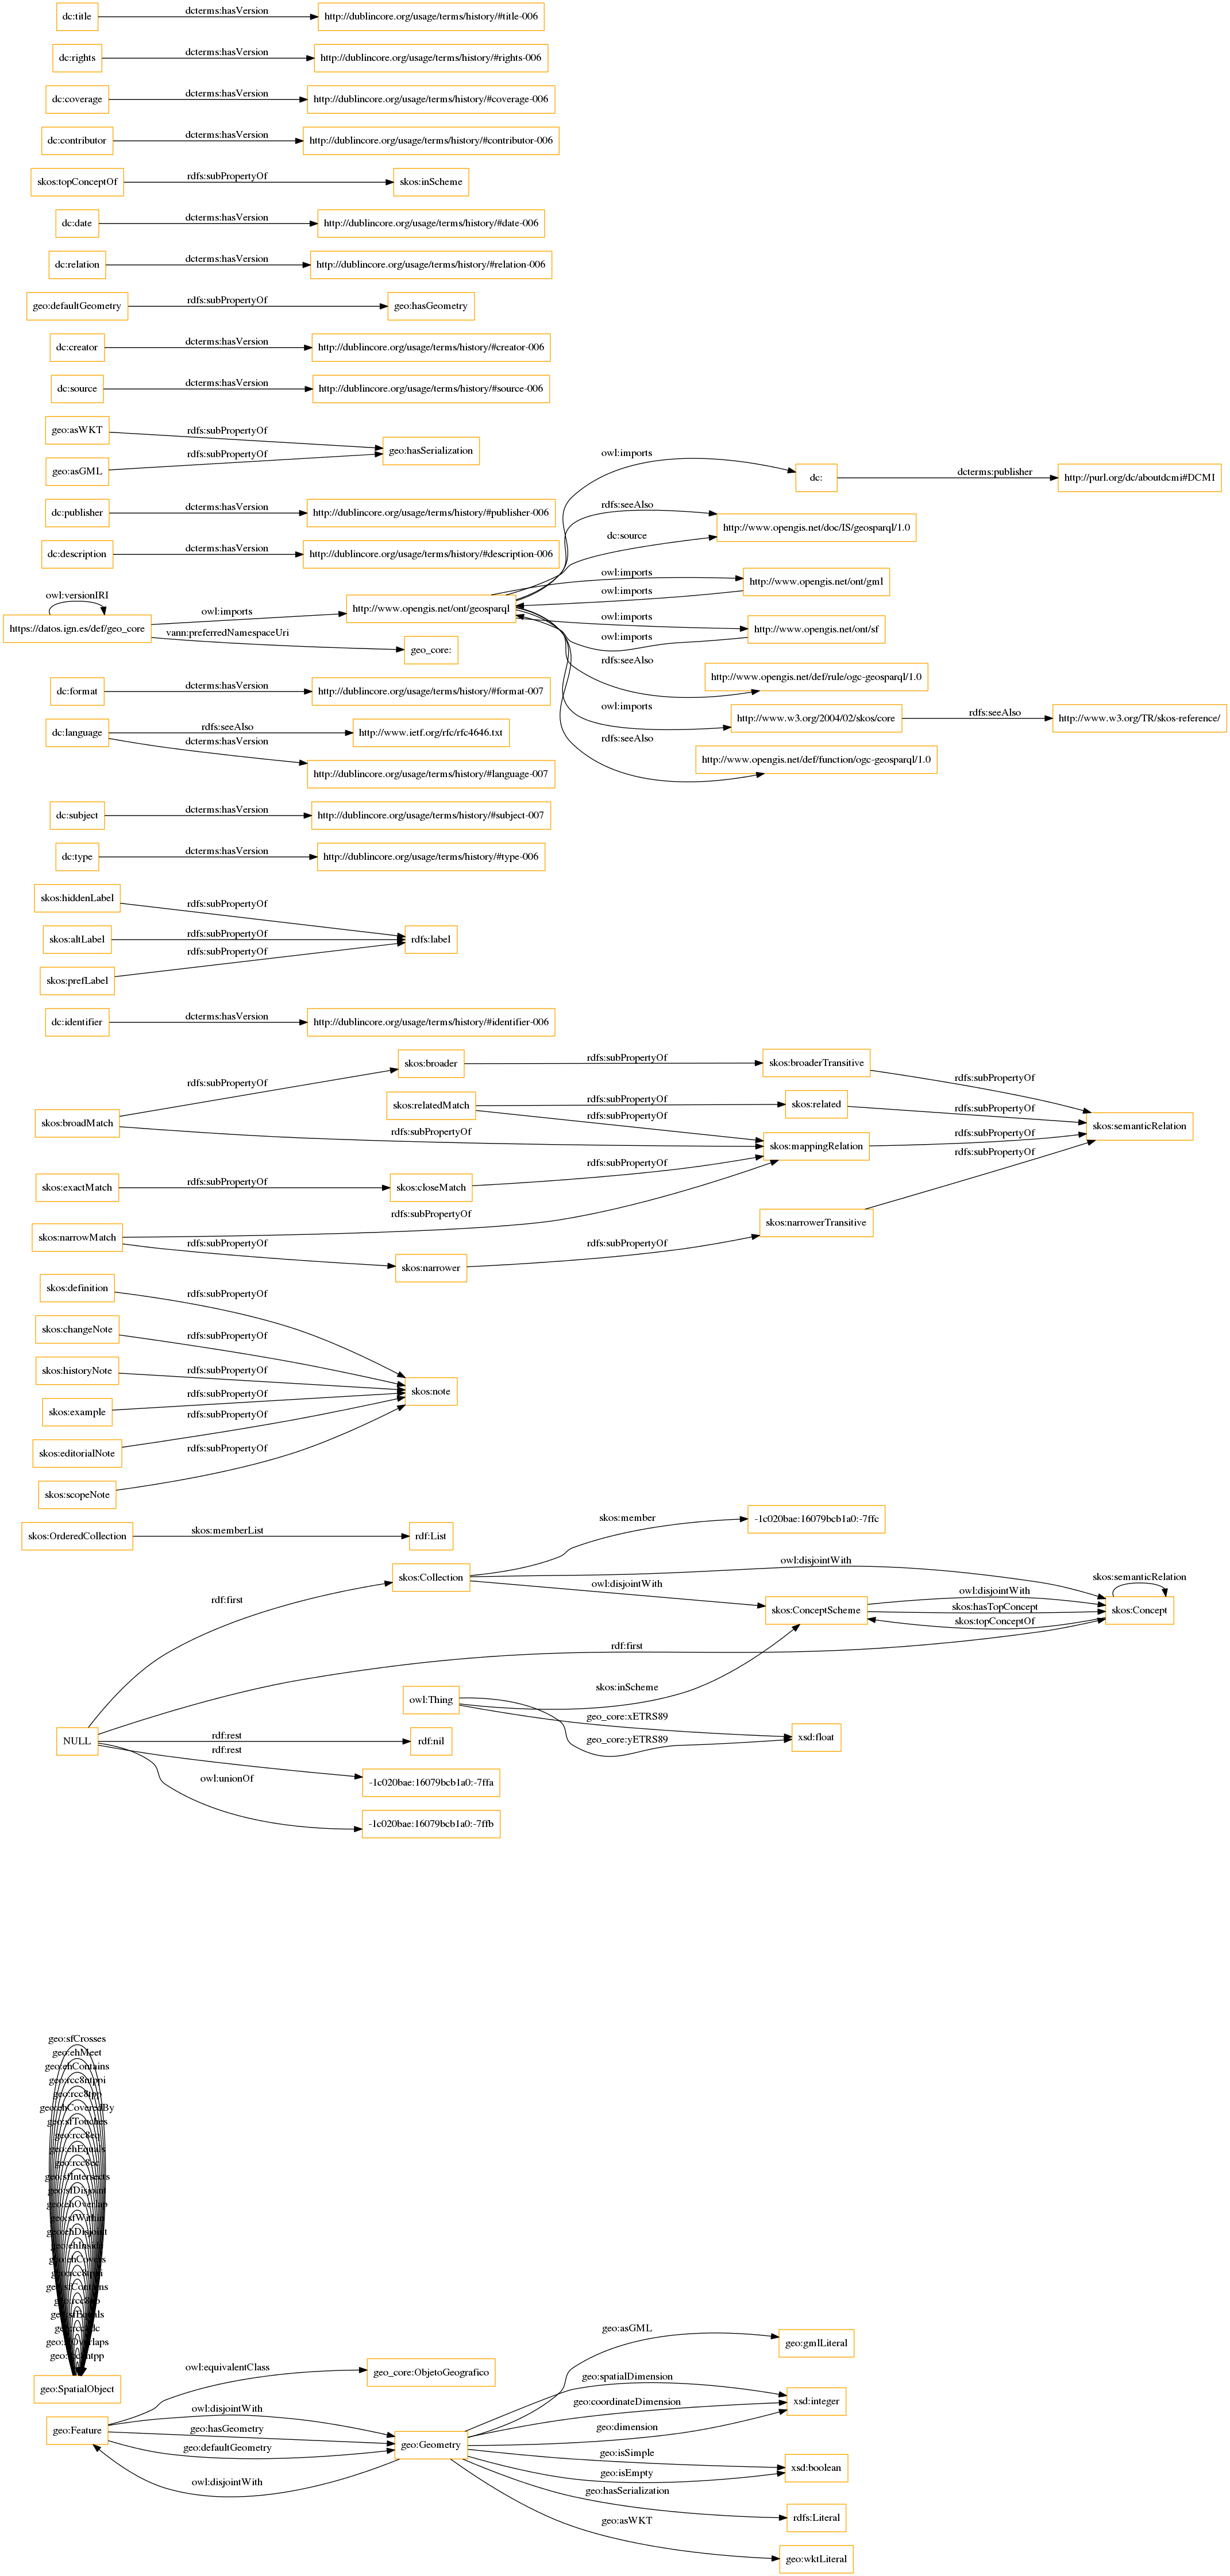 dc:title dcterms:hasVersion http://dublincore.org/usage/terms/history/#title-006
dc:rights dcterms:hasVersion http://dublincore.org/usage/terms/history/#rights-006
dc:coverage dcterms:hasVersion http://dublincore.org/usage/terms/history/#coverage-006
dc:contributor dcterms:hasVersion http://dublincore.org/usage/terms/history/#contributor-006
skos:topConceptOf rdfs:subPropertyOf skos:inScheme
dc:date dcterms:hasVersion http://dublincore.org/usage/terms/history/#date-006
dc:relation dcterms:hasVersion http://dublincore.org/usage/terms/history/#relation-006
geo:defaultGeometry rdfs:subPropertyOf geo:hasGeometry
dc:creator dcterms:hasVersion http://dublincore.org/usage/terms/history/#creator-006
dc:source dcterms:hasVersion http://dublincore.org/usage/terms/history/#source-006
geo:asWKT rdfs:subPropertyOf
geo:hasSerialization
geo:asGML rdfs:subPropertyOf
owl:imports
dc: dcterms:publisher http://purl.org/dc/aboutdcmi#DCMI
dc:publisher dcterms:hasVersion http://dublincore.org/usage/terms/history/#publisher-006
rdfs:seeAlso
http://www.opengis.net/doc/IS/geosparql/1.0
dc:source
dc:description dcterms:hasVersion http://dublincore.org/usage/terms/history/#description-006
owl:imports
http://www.opengis.net/ont/gml
owl:imports
owl:versionIRI
https://datos.ign.es/def/geo_core
owl:imports
http://www.opengis.net/ont/geosparql
vann:preferredNamespaceUri
geo_core:
owl:imports
http://www.opengis.net/ont/sf
owl:imports
rdfs:seeAlso
http://www.opengis.net/def/rule/ogc-geosparql/1.0
owl:imports
http://www.w3.org/2004/02/skos/core rdfs:seeAlso http://www.w3.org/TR/skos-reference/
rdfs:seeAlso
http://www.opengis.net/def/function/ogc-geosparql/1.0
dc:format dcterms:hasVersion http://dublincore.org/usage/terms/history/#format-007
dc:language rdfs:seeAlso http://www.ietf.org/rfc/rfc4646.txt
dcterms:hasVersion
http://dublincore.org/usage/terms/history/#language-007
dc:subject dcterms:hasVersion http://dublincore.org/usage/terms/history/#subject-007
dc:type dcterms:hasVersion http://dublincore.org/usage/terms/history/#type-006
skos:hiddenLabel rdfs:subPropertyOf
skos:altLabel rdfs:subPropertyOf rdfs:label
skos:prefLabel rdfs:subPropertyOf
dc:identifier dcterms:hasVersion http://dublincore.org/usage/terms/history/#identifier-006
skos:broader rdfs:subPropertyOf skos:broaderTransitive
rdfs:subPropertyOf
rdfs:subPropertyOf
skos:relatedMatch rdfs:subPropertyOf skos:related
rdfs:subPropertyOf
rdfs:subPropertyOf
skos:broadMatch
skos:semanticRelation
rdfs:subPropertyOf
skos:mappingRelation
rdfs:subPropertyOf
rdfs:subPropertyOf
skos:exactMatch rdfs:subPropertyOf skos:closeMatch
rdfs:subPropertyOf
rdfs:subPropertyOf
skos:narrowMatch
skos:narrowerTransitive
rdfs:subPropertyOf
skos:narrower
rdfs:subPropertyOf
skos:definition rdfs:subPropertyOf
skos:changeNote rdfs:subPropertyOf
skos:historyNote rdfs:subPropertyOf
skos:note
skos:example rdfs:subPropertyOf
skos:editorialNote rdfs:subPropertyOf
skos:scopeNote rdfs:subPropertyOf
skos:OrderedCollection skos:memberList rdf:List
skos:member
-1c020bae:16079bcb1a0:-7ffc
skos:Collection
owl:disjointWith
owl:disjointWith
skos:semanticRelation
skos:ConceptScheme
owl:disjointWith
skos:hasTopConcept
skos:topConceptOf
skos:Concept
rdf:first
rdf:first
skos:inScheme
owl:Thing
geo_core:xETRS89
geo_core:yETRS89
xsd:float
NULL
rdf:rest
rdf:nil
rdf:rest
-1c020bae:16079bcb1a0:-7ffa
owl:unionOf
-1c020bae:16079bcb1a0:-7ffb
geo:sfCrosses
geo:ehMeet
geo:ehContains
geo:rcc8ntppi
geo:rcc8tpp
geo:ehCoveredBy
geo:sfTouches
geo:rcc8eq
geo:ehEquals
geo:rcc8ec
geo:sfIntersects
geo:sfDisjoint
geo:ehOverlap
geo:sfWithin
geo:ehDisjoint
geo:ehInside
geo:ehCovers
geo:rcc8tppi
geo:sfContains
geo:sfEquals
geo:SpatialObject
geo:Feature
owl:equivalentClass
geo_core:ObjetoGeografico
owl:disjointWith
geo:hasGeometry
geo:defaultGeometry
owl:disjointWith
geo:Geometry
geo:asGML
geo:gmlLiteral
geo:spatialDimension
geo:coordinateDimension
geo:dimension
xsd:integer
geo:isSimple
geo:isEmpty
xsd:boolean
geo:hasSerialization
rdfs:Literal
geo:asWKT
geo:wktLiteral